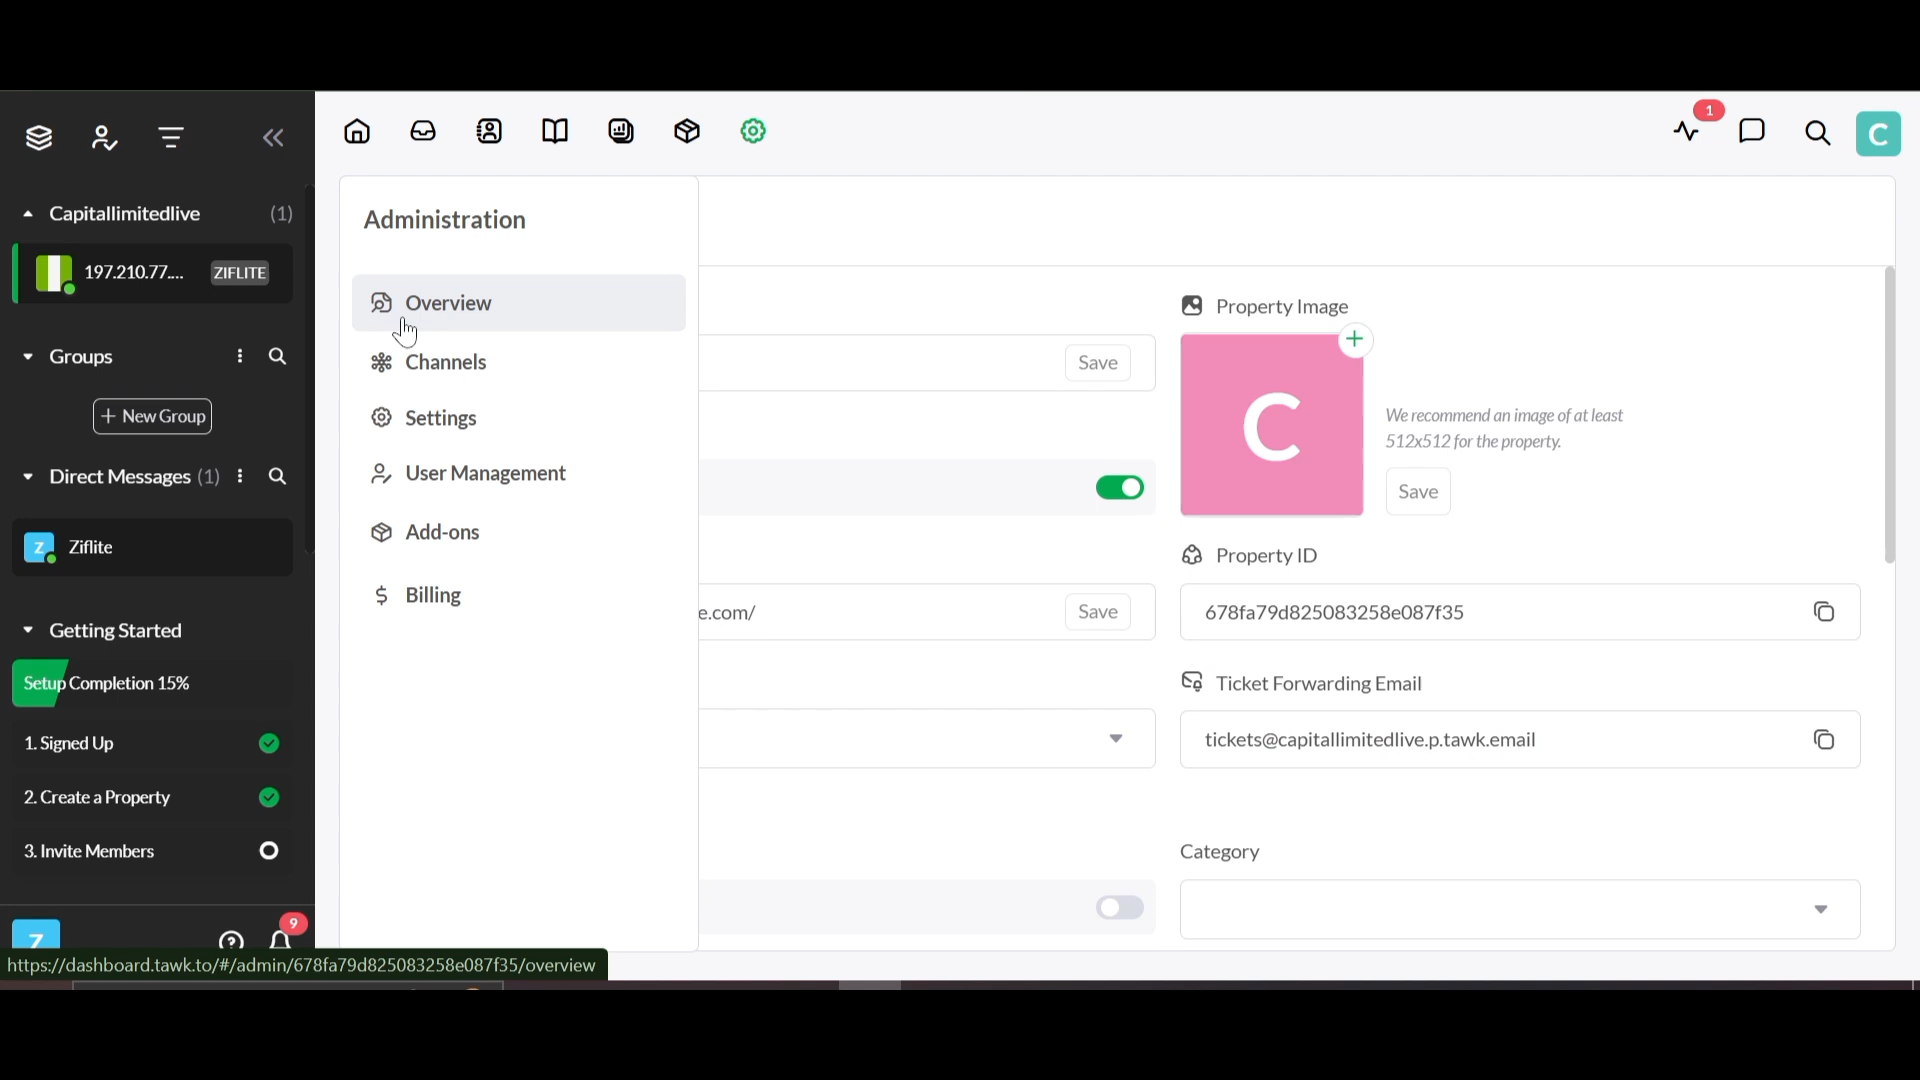 1
C
Capitallimitedlive (1)
197.210.77.... ZIFLITE
Groups
+ New Group
Direct Messages (1)
Z Ziflite
Getting Started
Setup Completion 15%
1. Signed Up
2. Create a Property
3. Invite Members
Z
9
https://dashboard.tawk.to/#/admin/678fa79d825083258e087f35/overview
Administration
Overview
Channels
Settings
User Management
Add-ons
$ Billing
Save
e.com/ Save
Property Image
C
We recommend an image of at least
512x512 for the property.
Save
Property ID
678fa79d825083258e087f35
Ticket Forwarding Email
tickets@capitallimitedlive.p.tawk.email
Category